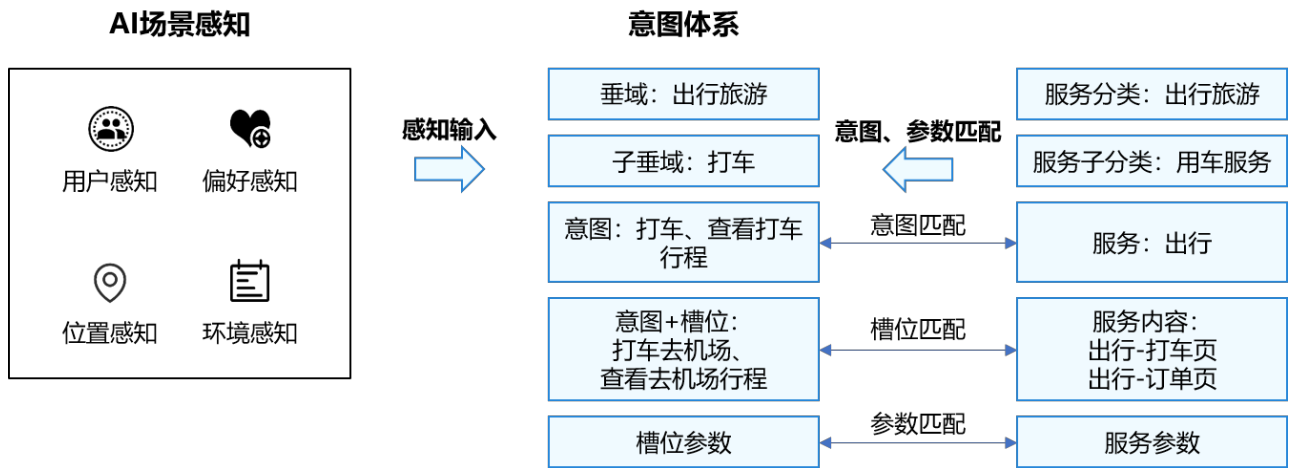 AI场景感知
意图体系
用户感知
偏好感知
位置感知
环境感知
感知输入
垂域：出行旅游
子垂域：打车
意图：打车、查看打车
行程
意图+槽位：
打车去机场、
查看去机场行程
槽位参数
意图、参数匹配
意图匹配
槽位匹配
参数匹配
服务分类：出行旅游
服务子分类：用车服务
服务：出行
服务内容：
出行-打车页
出行-订单页
服务参数